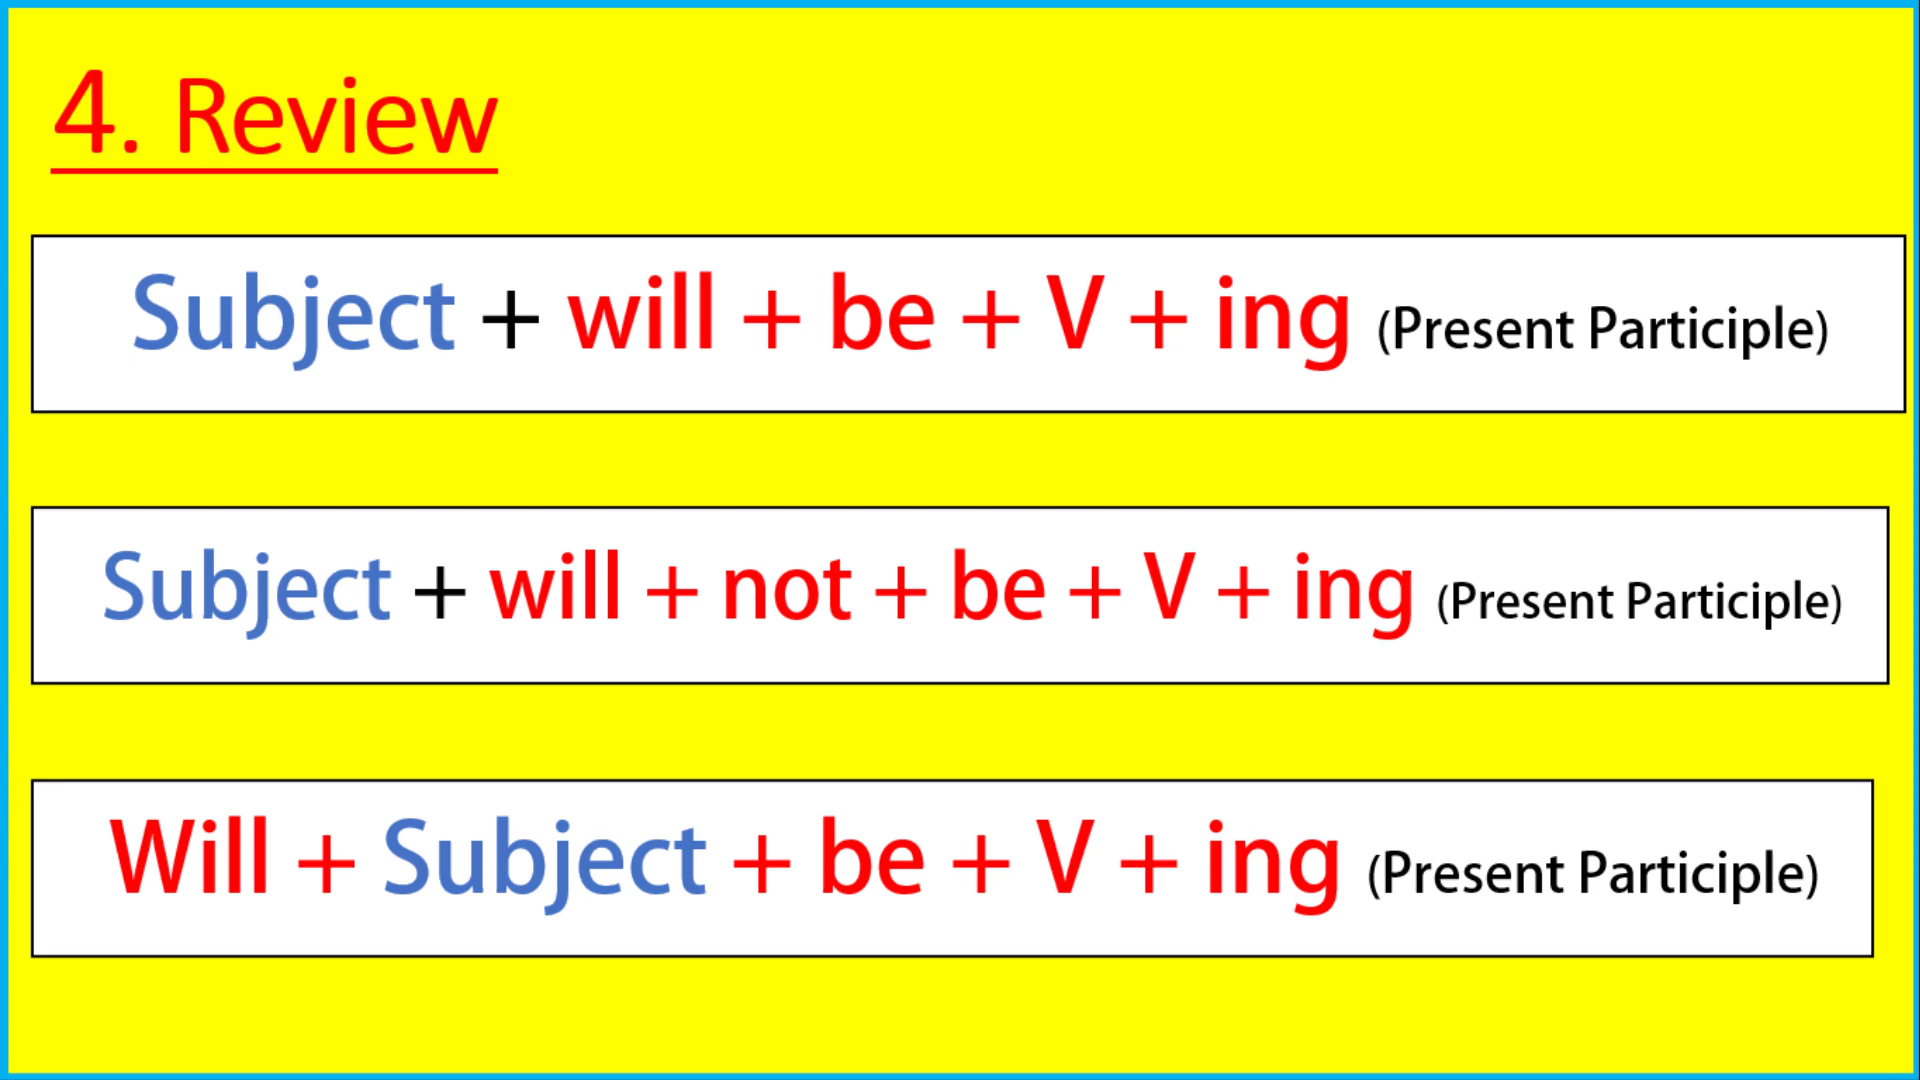 4. Review
Subject + will + be + V + ing (Present Participle)
Subject + will + not + be + V + ing (Present Participle)
Will + Subject + be + V + ing (Present Participle)